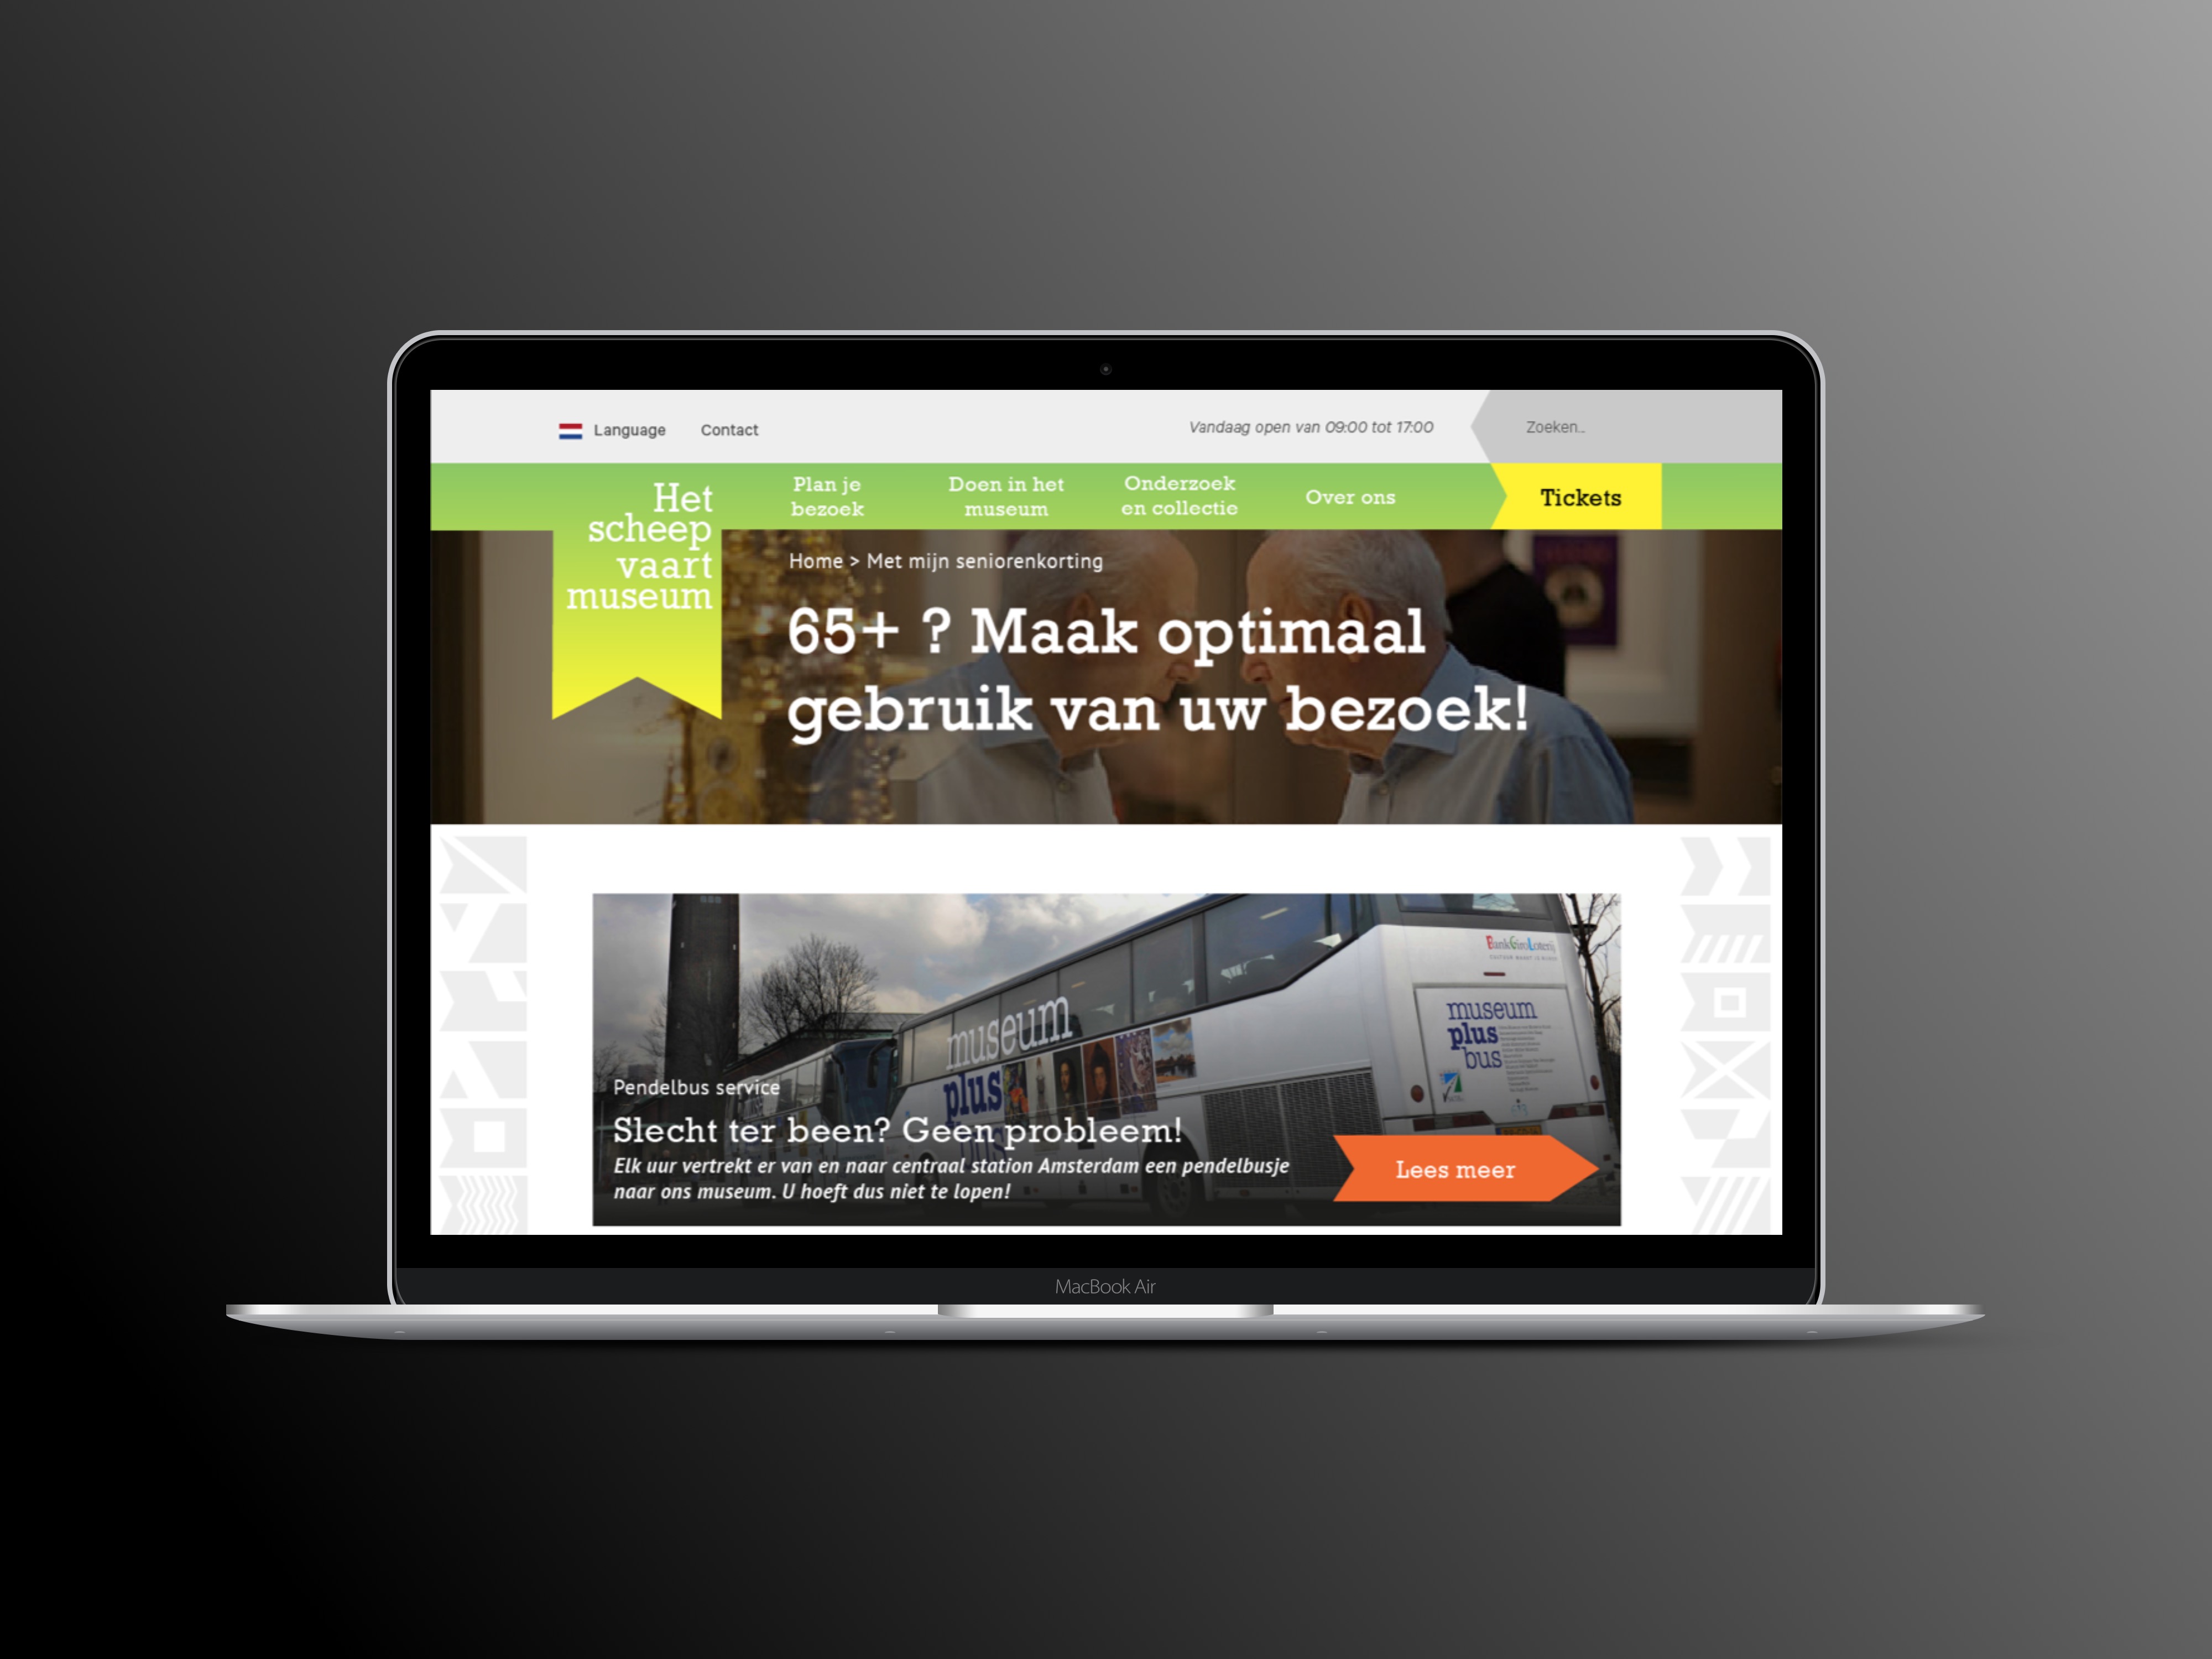 Language
Contact
Vandaag open van 09:00 tot 17:00
Zoeken...
Het
scheep
vaart
museum
Plan je
bezoek
Doen in het
museum
Onderzoek
en collectie
Over ons
Tickets
Home > Met mijn seniorenkorting
65+ ? Maak optimaal
gebruik van uw bezoek!
BankGiroLoterij
museum
plus
bus
museum
plus
bus
Pendelbus service
Slecht ter been? Geen probleem!
Elk uur vertrekt er van en naar centraal station Amsterdam een pendelbusje
naar ons museum. U hoeft dus niet te lopen!
Lees meer
MacBook Air